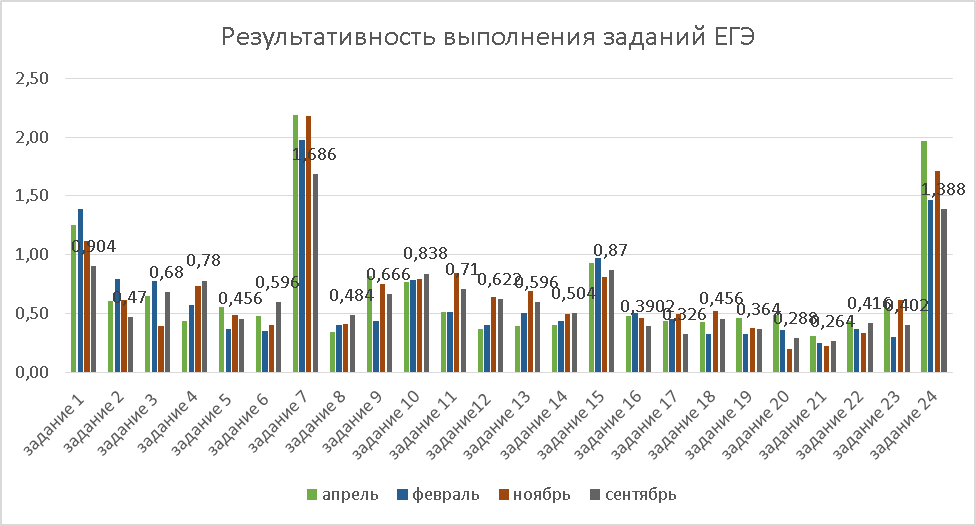 Результативность выполнения заданий ЕГЭ
2,50
2,00
1,50
1,00
0,50
0,00
0,904
0,47
0,68
0,78
0,456
0,596
1,686
0,484
0,666
0,838
0,71
0,622
0,596
0,504
0,87
0,3902
0,326
0,456
0,364
0,288
0,264
0,416
0,402
1,388
задание 1
задание 2
задание 3
задание 4
задание 5
задание 6
задание 7
задание 8
задание 9
задание 10
задание 11
задание12
задание 13
задание 14
задание 15
задание 16
задание 17
задание 18
задание 19
задание 20
задание 21
задание 22
задание 23
задание 24
апрель февраль ноябрь сентябрь